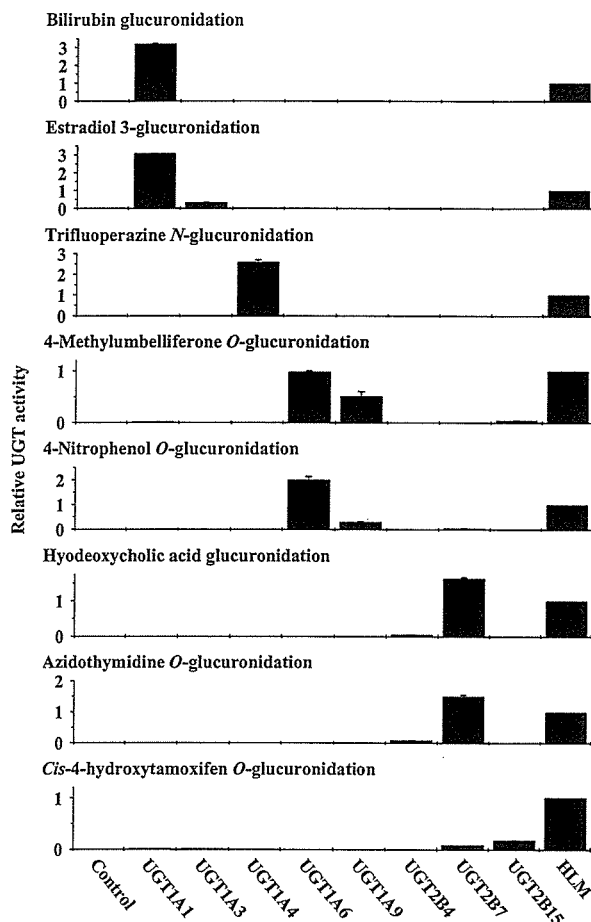 Bilirubin glucuronidation
3
2
1
0
Estradiol 3-glucuronidation
3
2
1
0
Trifluoperazine N-glucuronidation
3
2
1
0
4-Methylumbelliferone O-glucuronidation
1
0
4-Nitrophenol O-glucuronidation
2
1
0
Hyodeoxycholic acid glucuronidation
1
0
Azidothymidine O-glucuronidation
2
1
0
Cis-4-hydroxytamoxifen O-glucuronidation
1
0
Relative UGT activity
Control
UGT1A1
UGT1A3
UGT1A4
UGT1A6
UGT1A9
UGT2B4
UGT2B7
UGT2B15
HLM